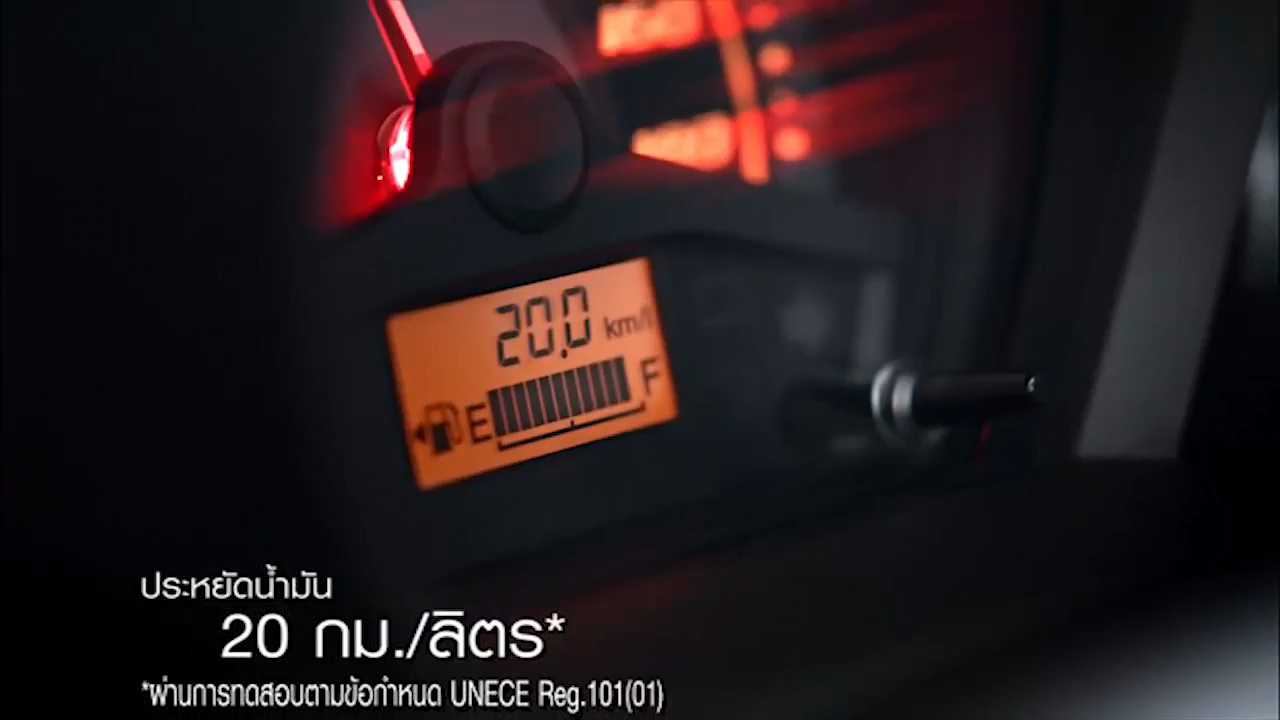 20.0 km/l
E F
ประหยัดน้ำมัน
20 กม./ลิตร*
*ผ่านการทดสอบตามข้อกำหนด UNECE Reg.101(01)